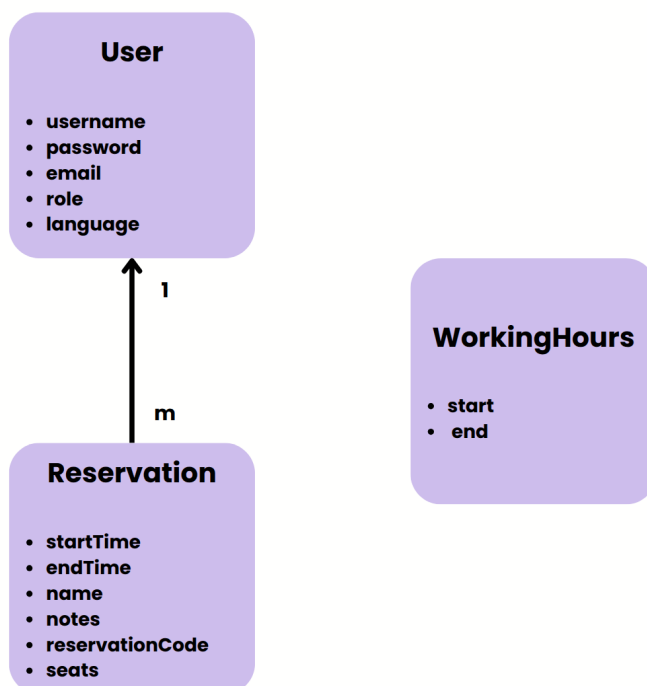 User
• username
• password
• email
• role
• language
1
m
WorkingHours
• start
• end
Reservation
• startTime
• endTime
• name
• notes
• reservationCode
• seats